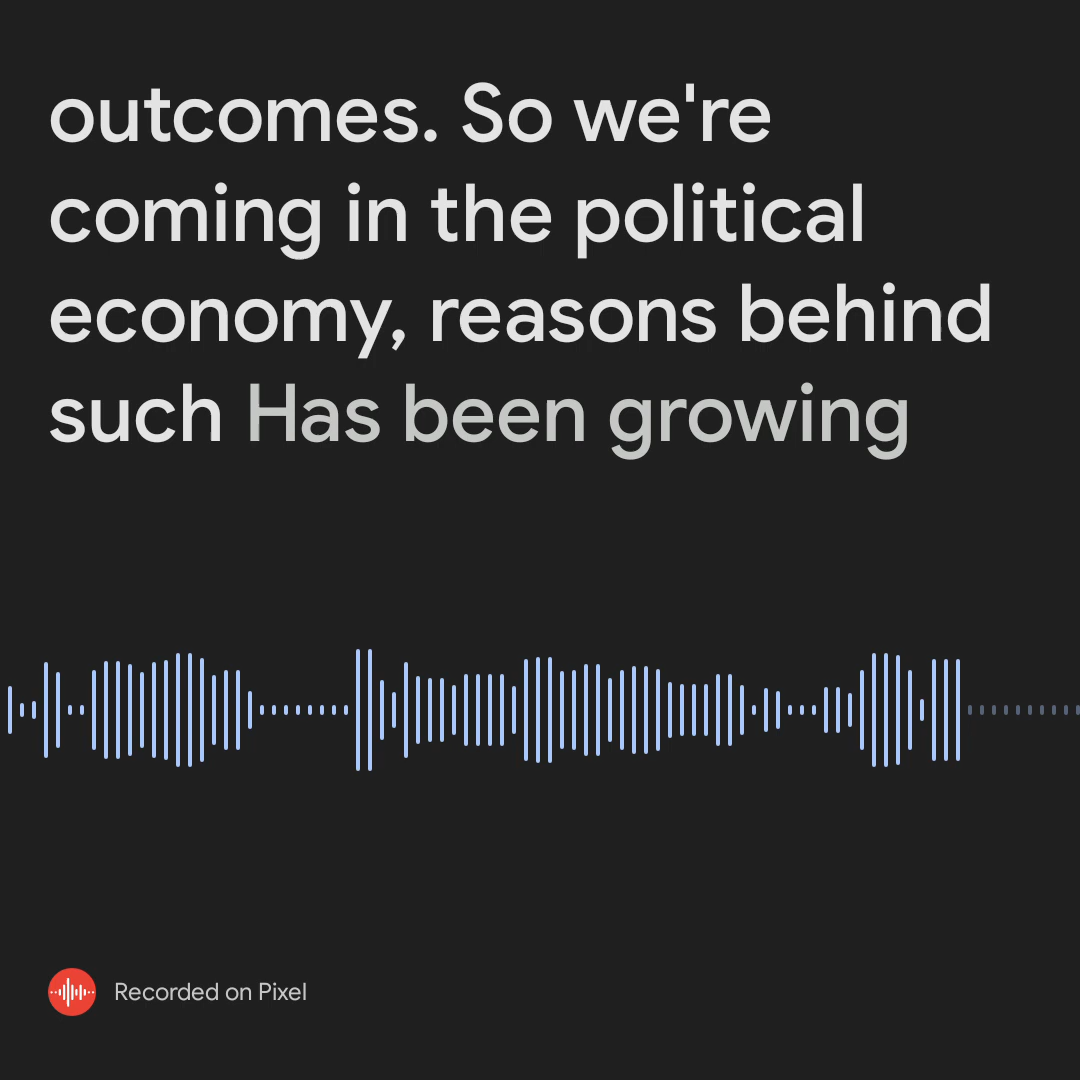 outcomes. So we're
coming in the political
economy, reasons behind
such Has been growing
Recorded on Pixel